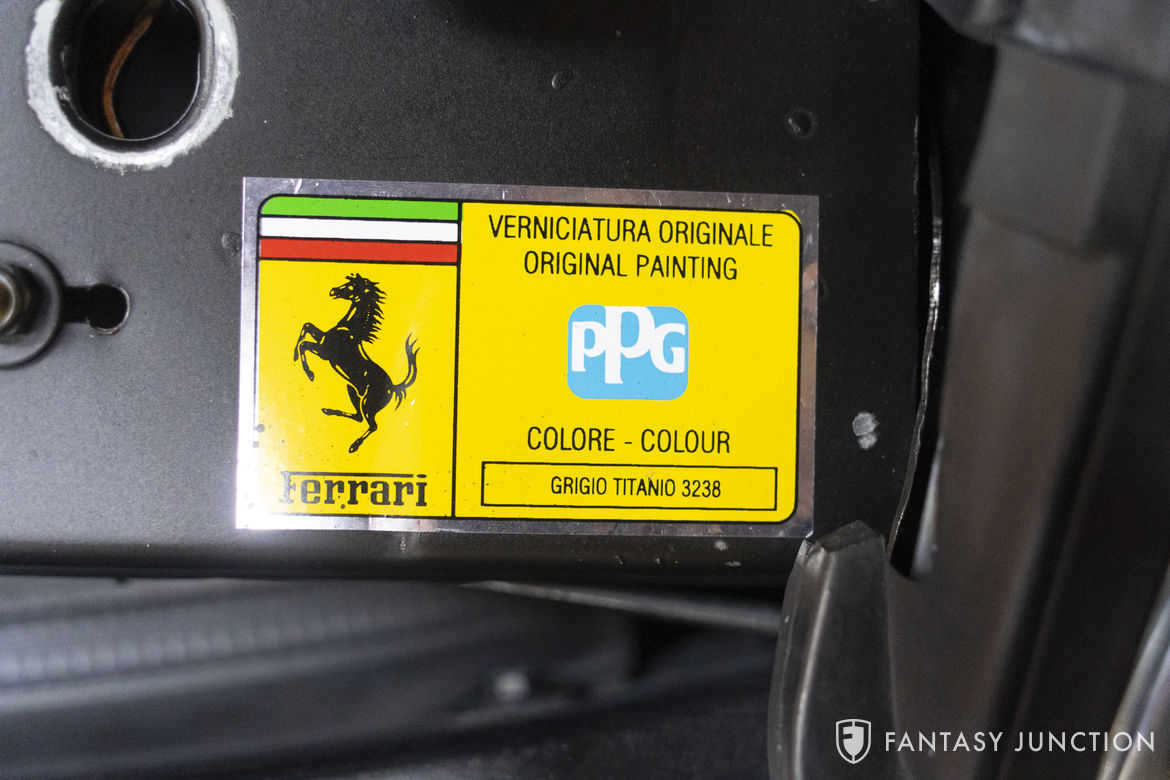 VERNICIATURA ORIGINALE
ORIGINAL PAINTING
PPG
COLORE - COLOUR
GRIGIO TITANIO 3238
Ferrari
FANTASY JUNCTION